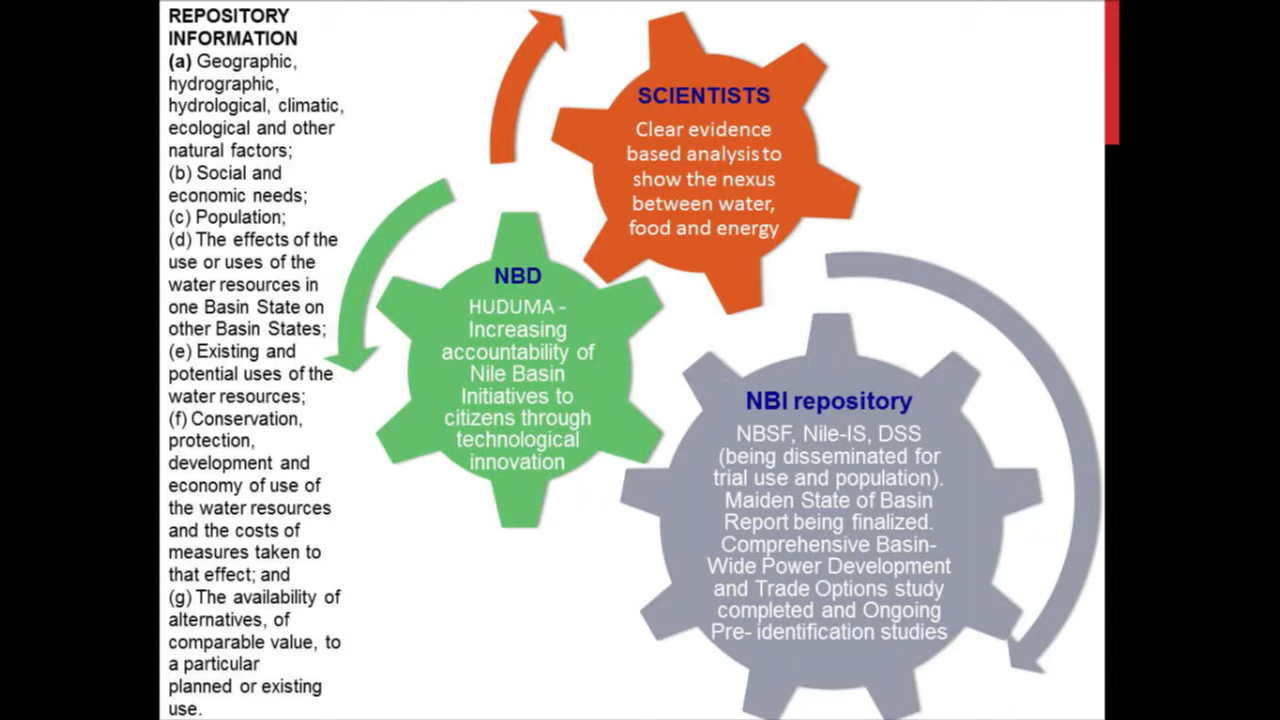 REPOSITORY
INFORMATION
(a) Geographic,
hydrographic,
hydrological, climatic,
ecological and other
natural factors;
(b) Social and
economic needs;
(c) Population;
(d) The effects of the
use or uses of the
water resources in
one Basin State on
other Basin States;
(e) Existing and
potential uses of the
water resources;
(f) Conservation,
protection,
development and
economy of use of
the water resources
and the costs of
measures taken to
that effect; and
(g) The availability of
alternatives, of
comparable value, to
a particular
planned or existing
use.
SCIENTISTS
Clear evidence
based analysis to
show the nexus
between water,
food and energy
NBD
HUDUMA -
Increasing
accountability of
Nile Basin
Initiatives to
citizens through
technological
innovation
NBI repository
NBSF, Nile-IS, DSS
(being disseminated for
trial use and population).
Maiden State of Basin
Report being finalized.
Comprehensive Basin-
Wide Power Development
and Trade Options study
completed and Ongoing
Pre- identification studies